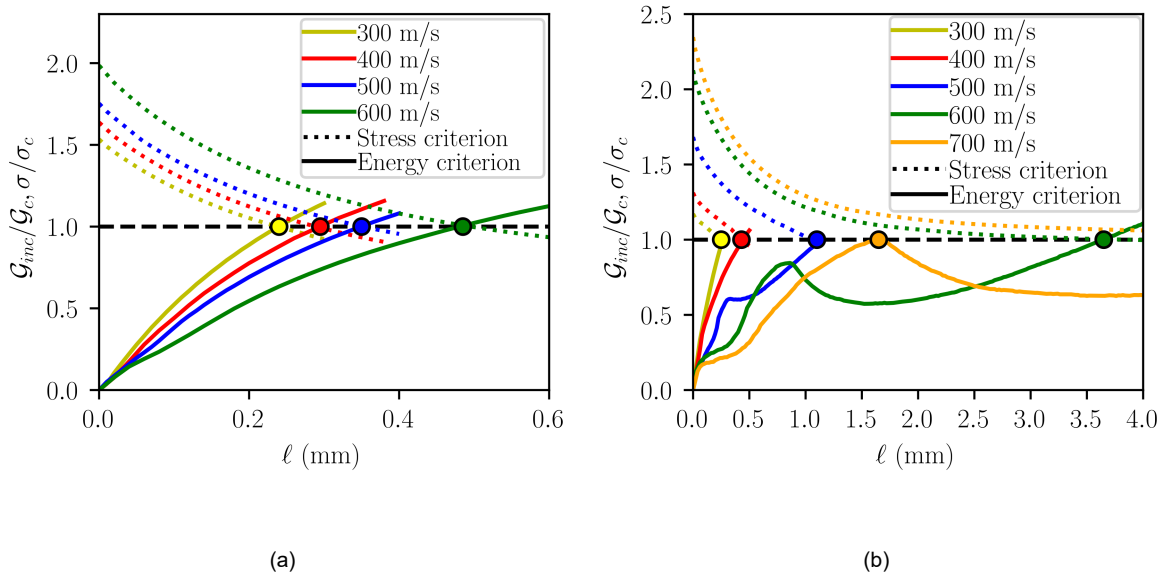 300 m/s
400 m/s
500 m/s
600 m/s
Stress criterion
Energy criterion
2.0
1.5
1.0
0.5
0.0
0.0 0.2 0.4 0.6
ℓ (mm)
𝒢inc/𝒢c, σ/σc
(a)
300 m/s
400 m/s
500 m/s
600 m/s
700 m/s
Stress criterion
Energy criterion
2.5
2.0
1.5
1.0
0.5
0.0
0.0 0.5 1.0 1.5 2.0 2.5 3.0 3.5 4.0
ℓ (mm)
𝒢inc/𝒢c, σ/σc
(b)